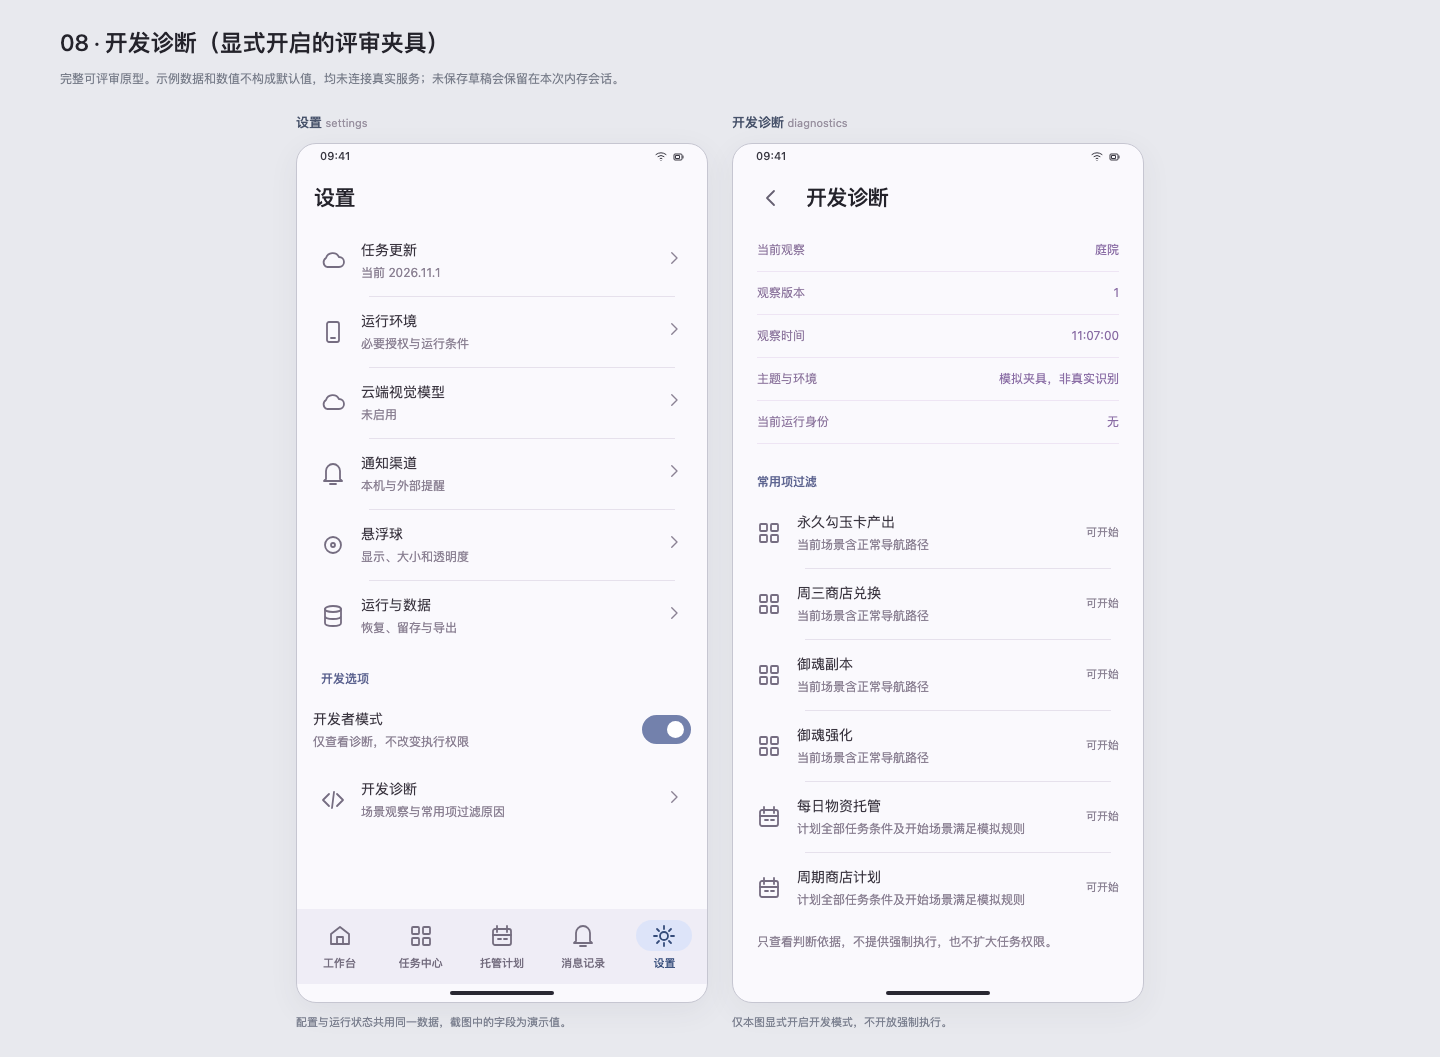 08 · 开发诊断（显式开启的评审夹具）
完整可评审原型。示例数据和数值不构成默认值，均未连接真实服务；未保存草稿会保留在本次内存会话。
设置 settings
09:41
设置
任务更新
当前 2026.11.1
运行环境
必要授权与运行条件
云端视觉模型
未启用
通知渠道
本机与外部提醒
悬浮球
显示、大小和透明度
运行与数据
恢复、留存与导出
开发选项
开发者模式
仅查看诊断，不改变执行权限
开发诊断
场景观察与常用项过滤原因
工作台 任务中心 托管计划 消息记录 设置
配置与运行状态共用同一数据，截图中的字段为演示值。
开发诊断 diagnostics
09:41
开发诊断
当前观察 庭院
观察版本 1
观察时间 11:07:00
主题与环境 模拟夹具，非真实识别
当前运行身份 无
常用项过滤
永久勾玉卡产出
当前场景含正常导航路径
可开始
周三商店兑换
当前场景含正常导航路径
可开始
御魂副本
当前场景含正常导航路径
可开始
御魂强化
当前场景含正常导航路径
可开始
每日物资托管
计划全部任务条件及开始场景满足模拟规则
可开始
周期商店计划
计划全部任务条件及开始场景满足模拟规则
可开始
只查看判断依据，不提供强制执行，也不扩大任务权限。
仅本图显式开启开发模式，不开放强制执行。